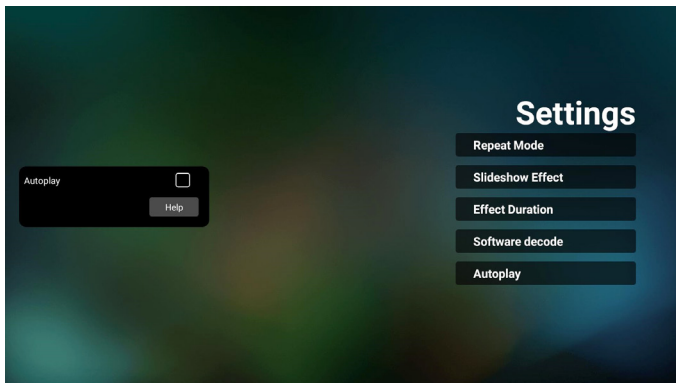 Settings
Repeat Mode
Slideshow Effect
Effect Duration
Software decode
Autoplay
Autoplay
Help